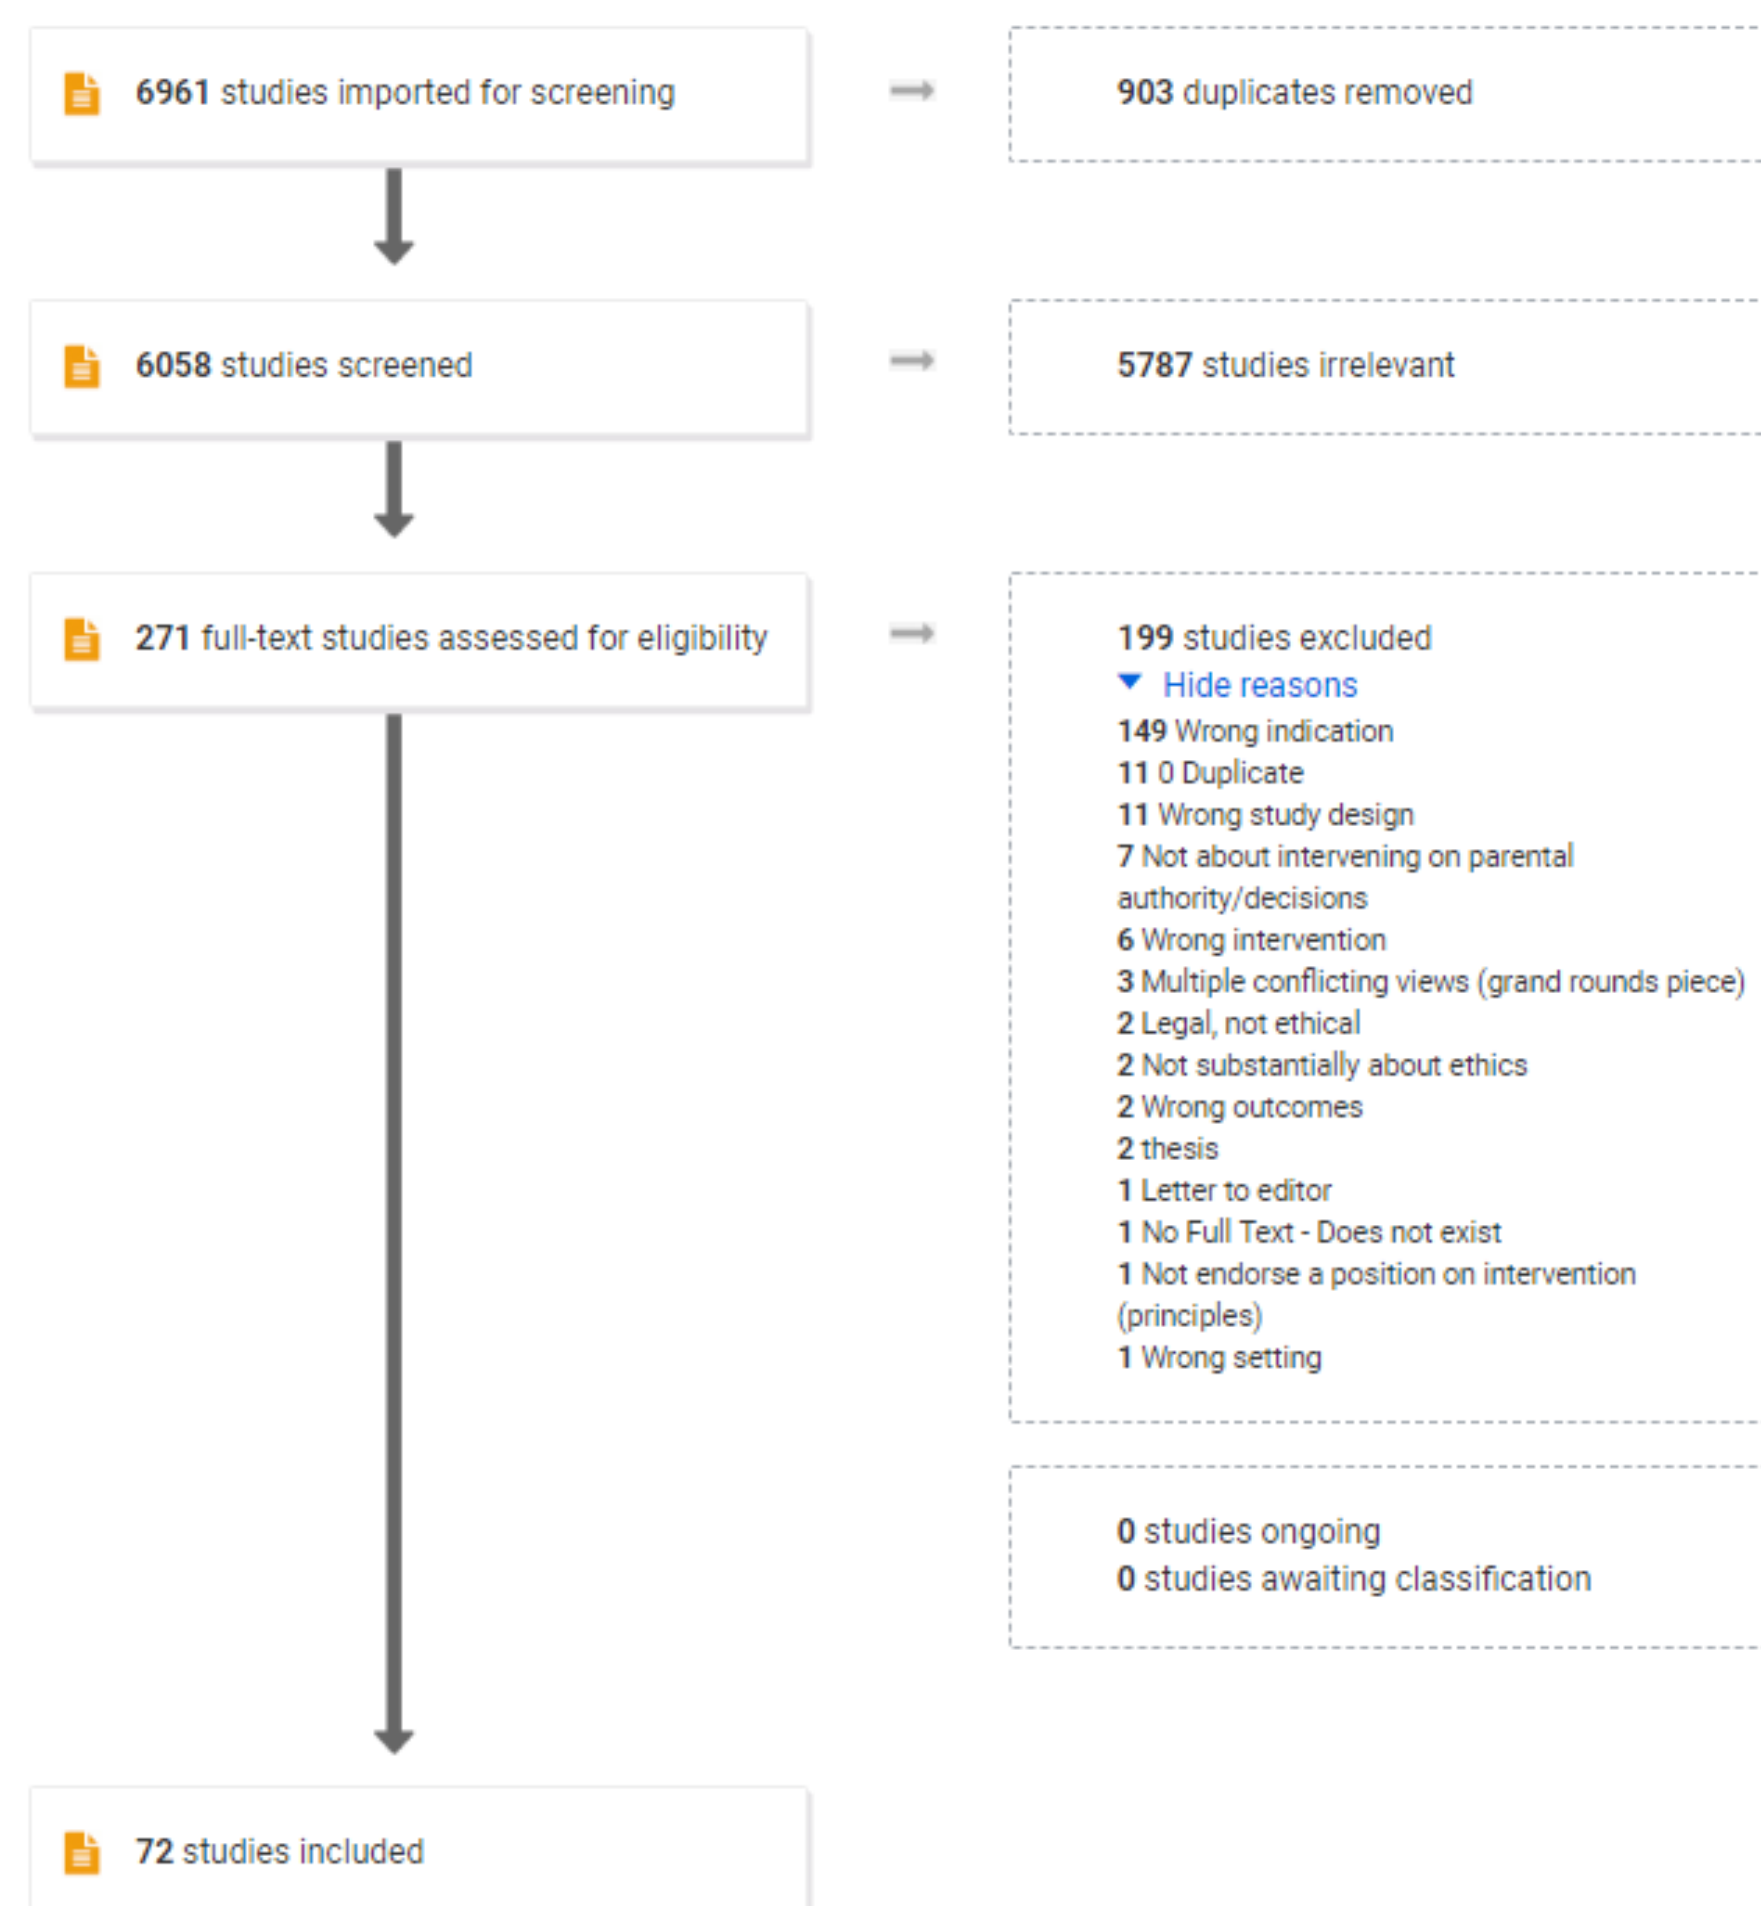 6961 studies imported for screening
903 duplicates removed
6058 studies screened
5787 studies irrelevant
271 full-text studies assessed for eligibility
199 studies excluded
Hide reasons
149 Wrong indication
11 0 Duplicate
11 Wrong study design
7 Not about intervening on parental
authority/decisions
6 Wrong intervention
3 Multiple conflicting views (grand rounds piece)
2 Legal, not ethical
2 Not substantially about ethics
2 Wrong outcomes
2 thesis
1 Letter to editor
1 No Full Text - Does not exist
1 Not endorse a position on intervention
(principles)
1 Wrong setting
0 studies ongoing
0 studies awaiting classification
72 studies included